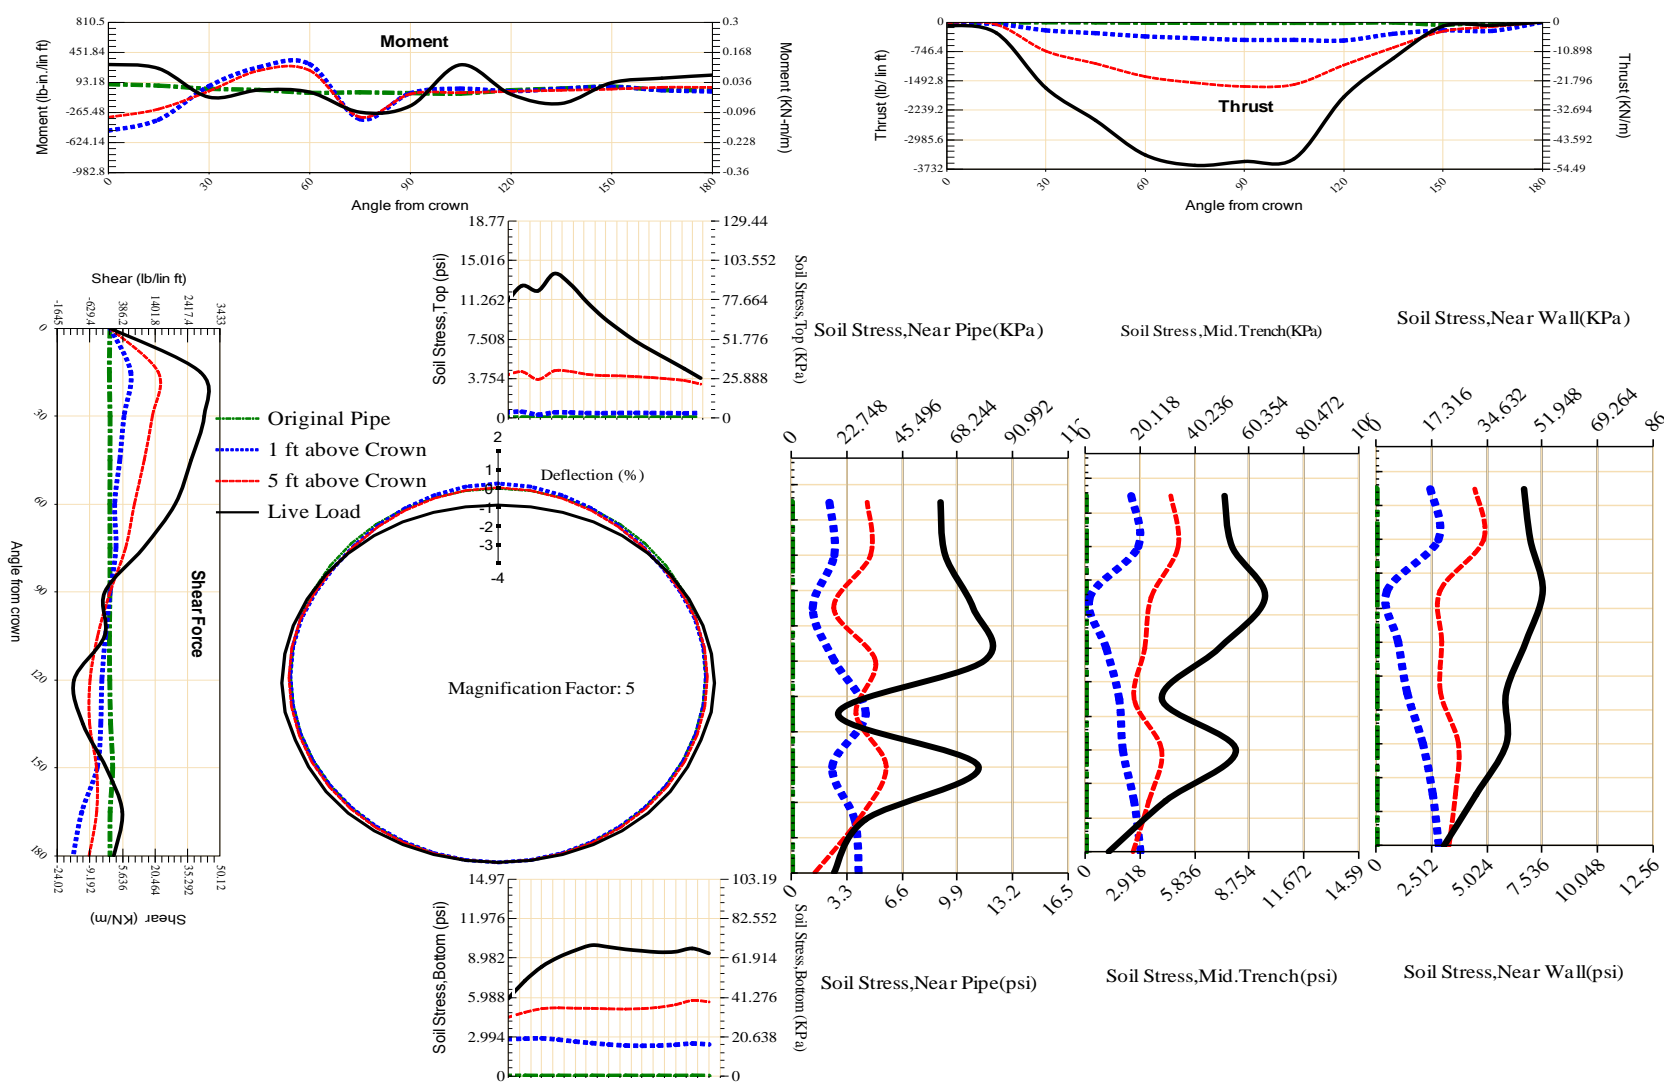 810.5
451.84
93.18
-265.48
-624.14
-982.8
Moment (lb-in./lin ft)
Moment
0.3
0.168
0.036
-0.096
-0.228
-0.36
Moment (KN-m/m)
0 30 60 90 120 150 180
Angle from crown
0
-746.4
-1492.8
-2239.2
-2985.6
-3732
Thrust (lb/ lin ft)
Thrust
0
-10.898
-21.796
-32.694
-43.592
-54.49
Thrust (KN/m)
0 30 60 90 120 150 180
Angle from crown
18.77
15.016
11.262
7.508
3.754
0
Soil Stress,Top (psi)
129.44
103.552
77.664
51.776
25.888
0
Soil Stress,Top (KPa)
Shear (lb/lin ft)
-1645 -629.4 386.2 1401.8 2417.4 3433
0
30
60
90
120
150
180
Angle from crown
Shear Force
-24.02 -9.192 5.636 20.464 35.292 50.12
Shear (KN/m)
Original Pipe
1 ft above Crown
5 ft above Crown
Live Load
2
1
0
-1
-2
-3
-4
Deflection (%)
Magnification Factor: 5
14.97
11.976
8.982
5.988
2.994
0
Soil Stress,Bottom (psi)
103.19
82.552
61.914
41.276
20.638
0
Soil Stress,Bottom (KPa)
Soil Stress,Near Pipe(KPa)
0 22.748 45.496 68.244 90.992 11
0 3.3 6.6 9.9 13.2 16.5
Soil Stress,Near Pipe(psi)
Soil Stress,Mid.Trench(KPa)
0 20.118 40.236 60.354 80.472 10
0 2.918 5.836 8.754 11.672 14.59
Soil Stress,Mid.Trench(psi)
Soil Stress,Near Wall(KPa)
0 17.316 34.632 51.948 69.264 86
0 2.512 5.024 7.536 10.048 12.56
Soil Stress,Near Wall(psi)